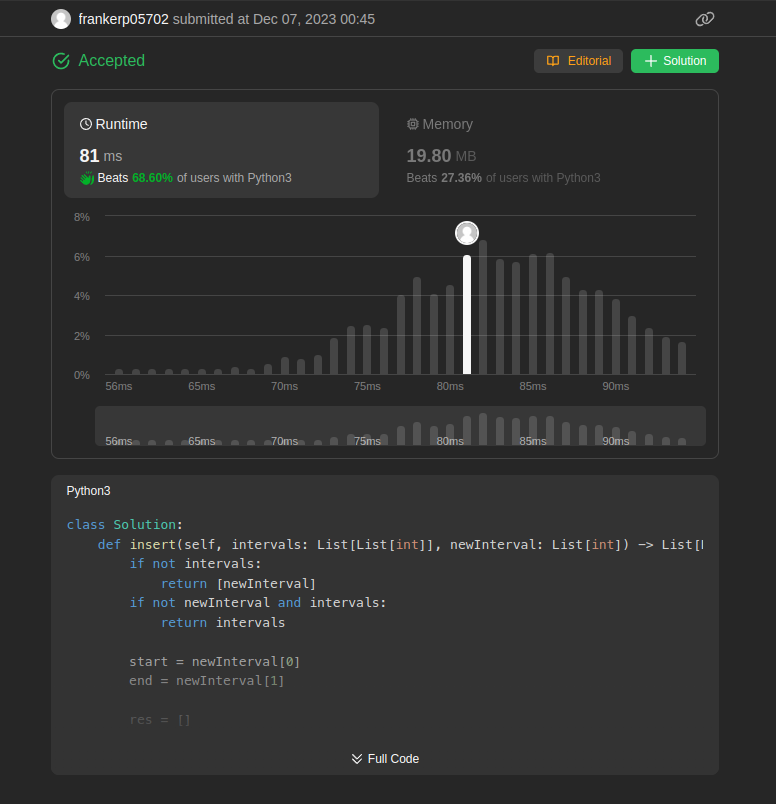 frankerp05702 submitted at Dec 07, 2023 00:45
Accepted
Editorial
Solution
Runtime
81 ms
Beats 68.60% of users with Python3
Memory
19.80 MB
Beats 27.36% of users with Python3
8%
6%
4%
2%
0%
56ms 65ms 70ms 75ms 80ms 85ms 90ms
56ms 65ms 70ms 75ms 80ms 85ms 90ms
Python3
class Solution:
    def insert(self, intervals: List[List[int]], newInterval: List[int]) -> List[
        if not intervals:
            return [newInterval]
        if not newInterval and intervals:
            return intervals
        start = newInterval[0]
        end = newInterval[1]
        res = []
Full Code